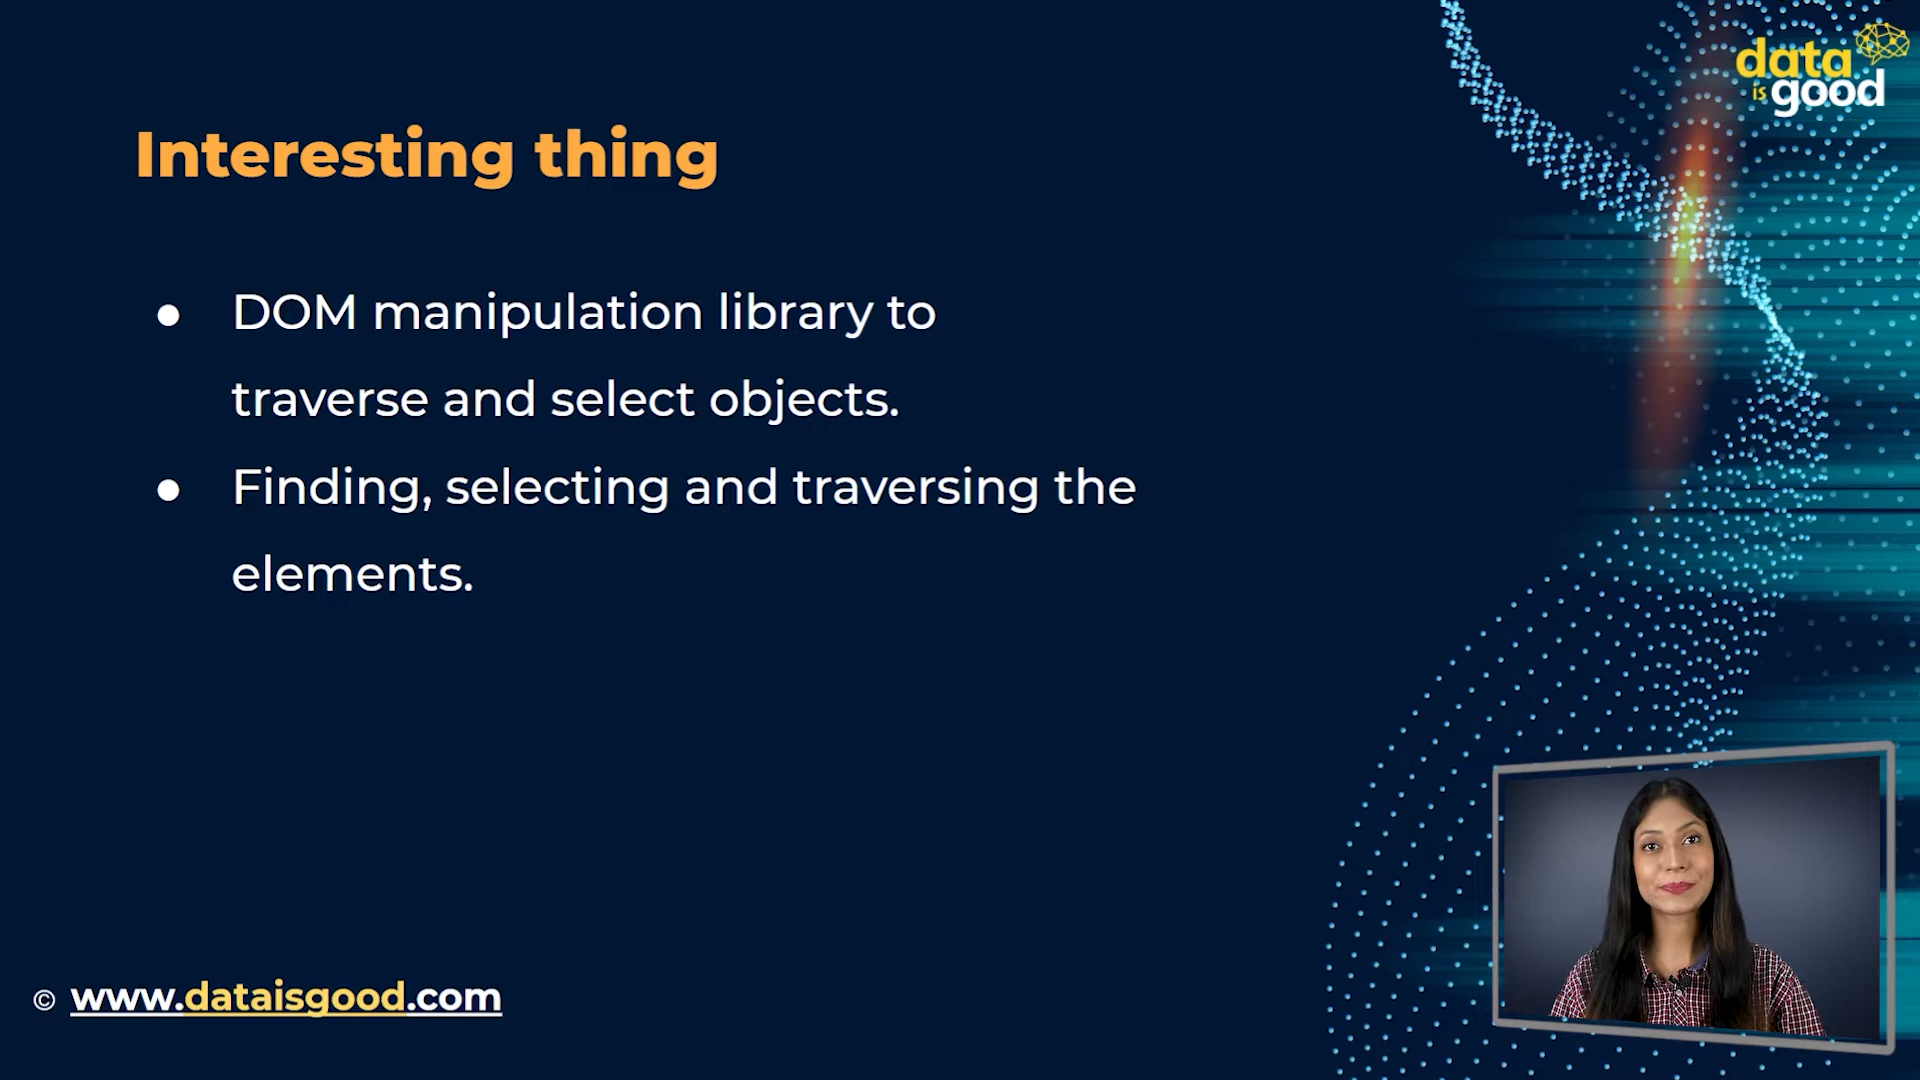 data
is good
Interesting thing
● DOM manipulation library to
traverse and select objects.
● Finding, selecting and traversing the
elements.
© www.dataisgood.com